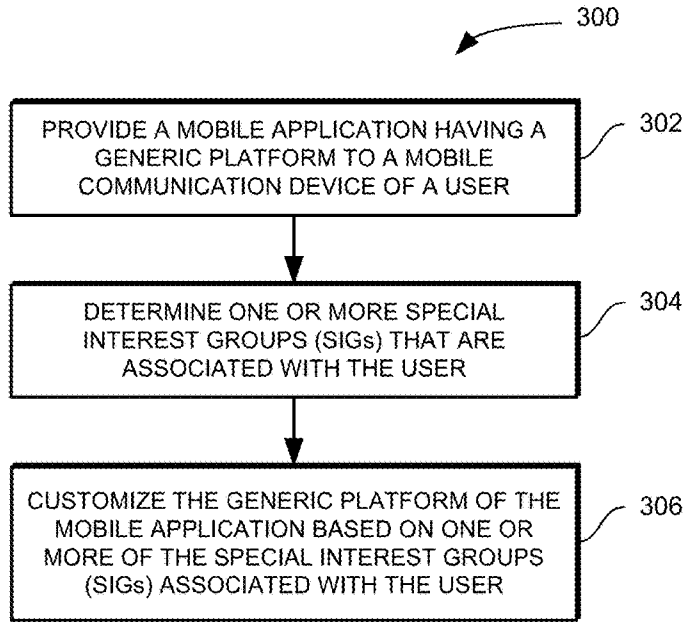 300
PROVIDE A MOBILE APPLICATION HAVING A
GENERIC PLATFORM TO A MOBILE
COMMUNICATION DEVICE OF A USER
302
DETERMINE ONE OR MORE SPECIAL
INTEREST GROUPS (SIGs) THAT ARE
ASSOCIATED WITH THE USER
304
CUSTOMIZE THE GENERIC PLATFORM OF THE
MOBILE APPLICATION BASED ON ONE OR
MORE OF THE SPECIAL INTEREST GROUPS
(SIGs) ASSOCIATED WITH THE USER
306